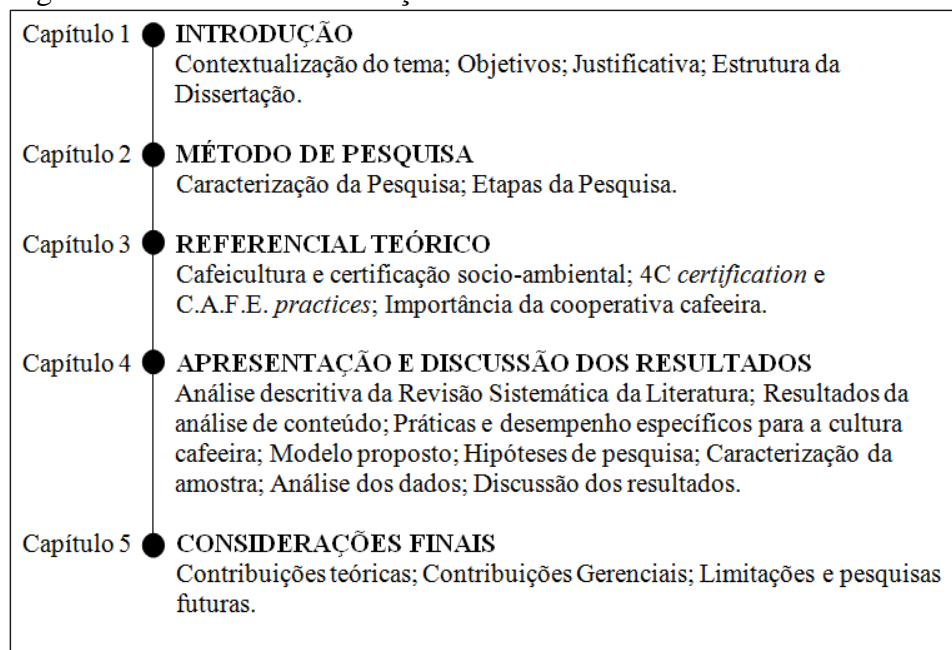 Capítulo 1 INTRODUÇÃO
Contextualização do tema; Objetivos; Justificativa; Estrutura da
Dissertação.
Capítulo 2 MÉTODO DE PESQUISA
Caracterização da Pesquisa; Etapas da Pesquisa.
Capítulo 3 REFERENCIAL TEÓRICO
Cafeicultura e certificação socio-ambiental; 4C certification e
C.A.F.E. practices; Importância da cooperativa cafeeira.
Capítulo 4 APRESENTAÇÃO E DISCUSSÃO DOS RESULTADOS
Análise descritiva da Revisão Sistemática da Literatura; Resultados da
análise de conteúdo; Práticas e desempenho específicos para a cultura
cafeeira; Modelo proposto; Hipóteses de pesquisa; Caracterização da
amostra; Análise dos dados; Discussão dos resultados.
Capítulo 5 CONSIDERAÇÕES FINAIS
Contribuições teóricas; Contribuições Gerenciais; Limitações e pesquisas
futuras.